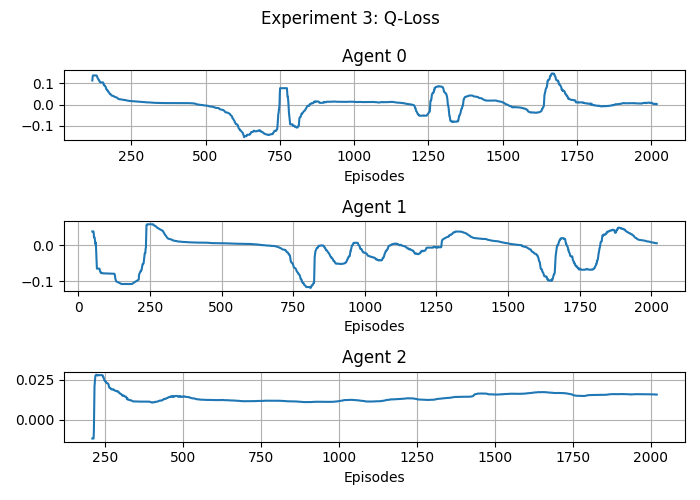 Experiment 3: Q-Loss
Agent 0
0.1
0.0
−0.1
250 500 750 1000 1250 1500 1750 2000
Episodes
Agent 1
0.0
−0.1
0 250 500 750 1000 1250 1500 1750 2000
Episodes
Agent 2
0.025
0.000
250 500 750 1000 1250 1500 1750 2000
Episodes